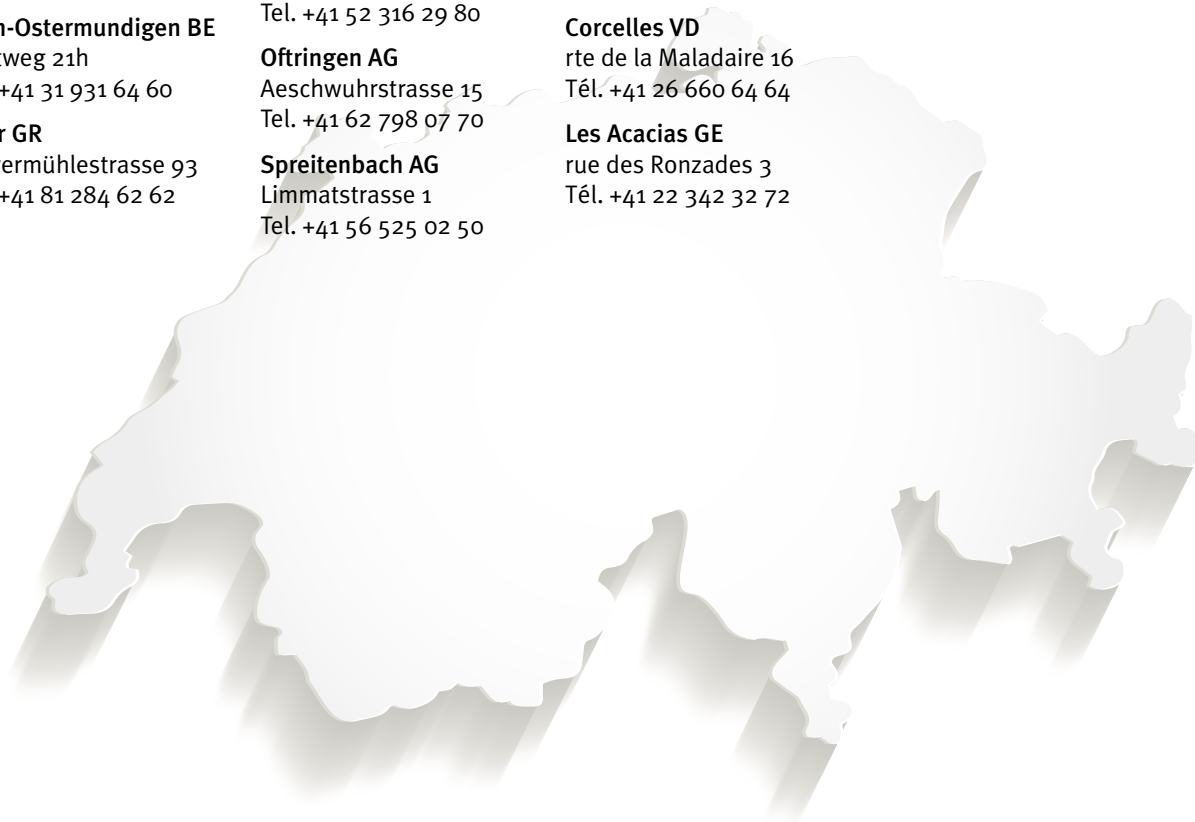 n-Ostermundigen BE
tweg 21h
+41 31 931 64 60
r GR
vermühlestrasse 93
+41 81 284 62 62
Tel. +41 52 316 29 80
Oftringen AG
Aeschwuhrstrasse 15
Tel. +41 62 798 07 70
Spreitenbach AG
Limmatstrasse 1
Tel. +41 56 525 02 50
Corcelles VD
rte de la Maladaire 16
Tél. +41 26 660 64 64
Les Acacias GE
rue des Ronzades 3
Tél. +41 22 342 32 72